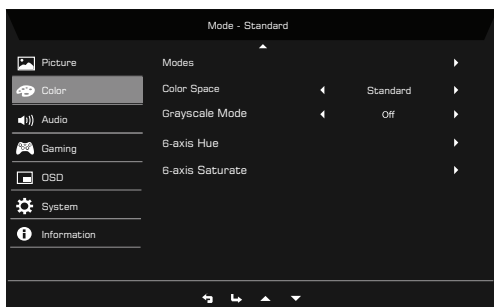 Mode - Standard
Picture
Color
Audio
Gaming
OSD
System
Information
Modes
Color Space Standard
Grayscale Mode Off
6-axis Hue
6-axis Saturate